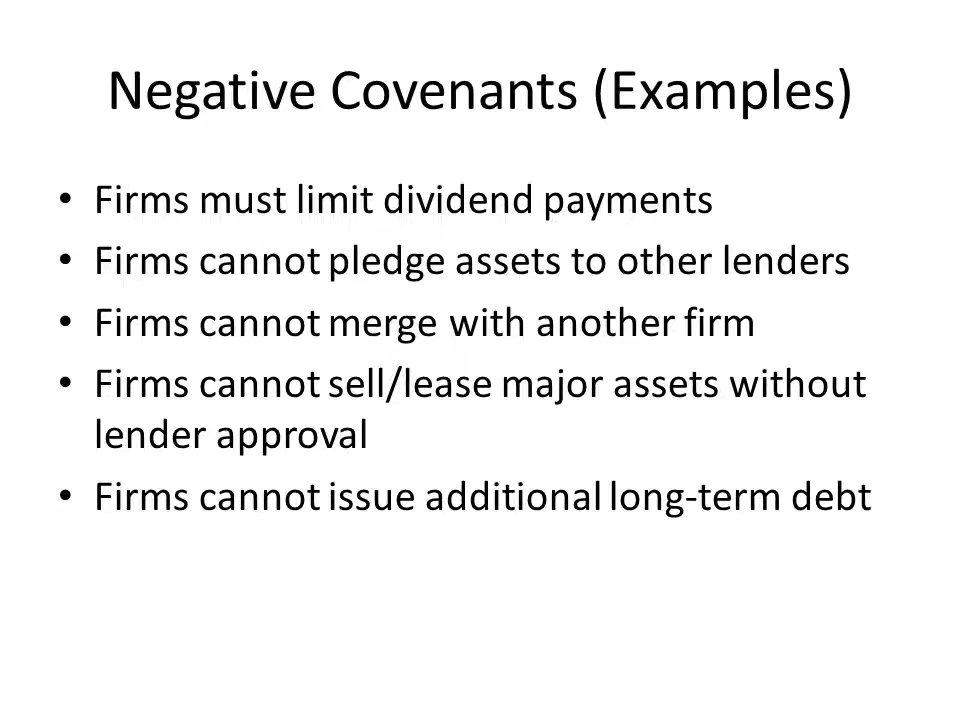 Negative Covenants (Examples)
• Firms must limit dividend payments
• Firms cannot pledge assets to other lenders
• Firms cannot merge with another firm
• Firms cannot sell/lease major assets without
lender approval
• Firms cannot issue additional long-term debt